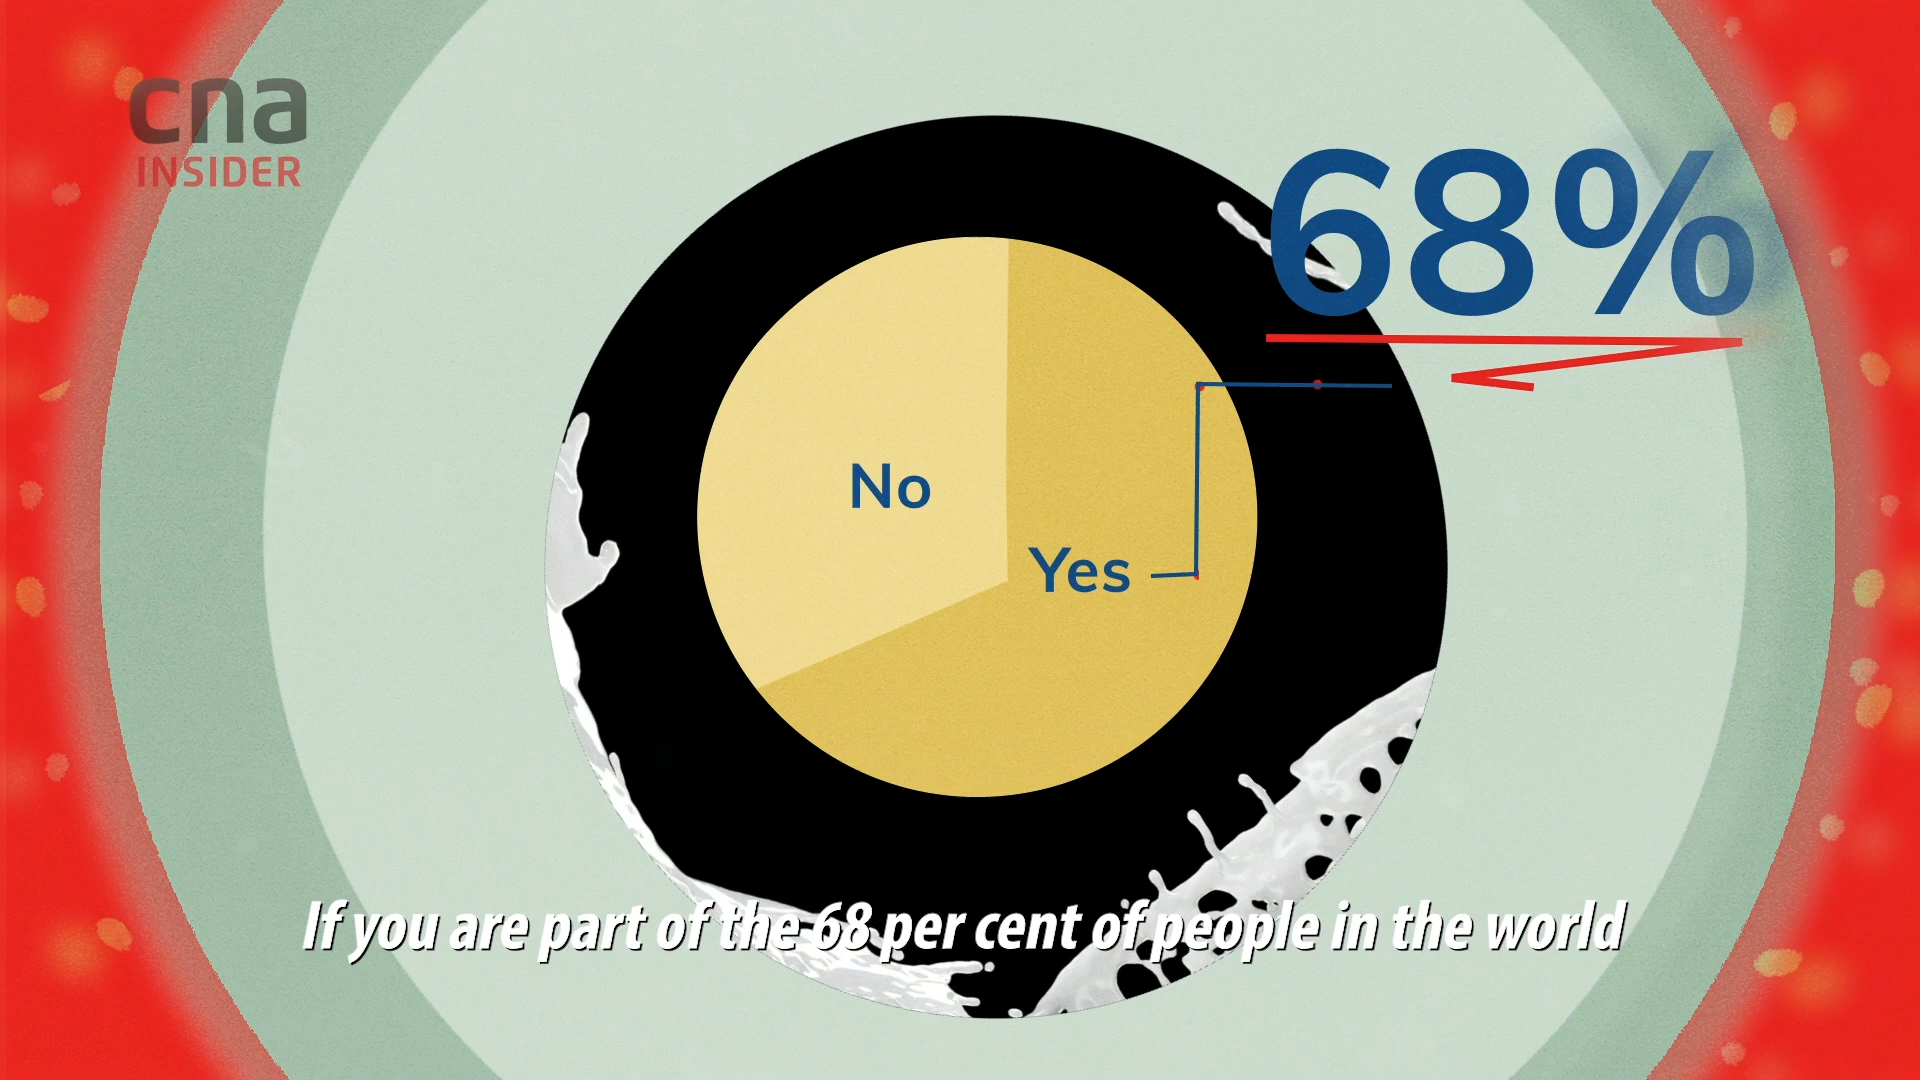 cna
INSIDER
68%
No
Yes
If you are part of the 68 per cent of people in the world